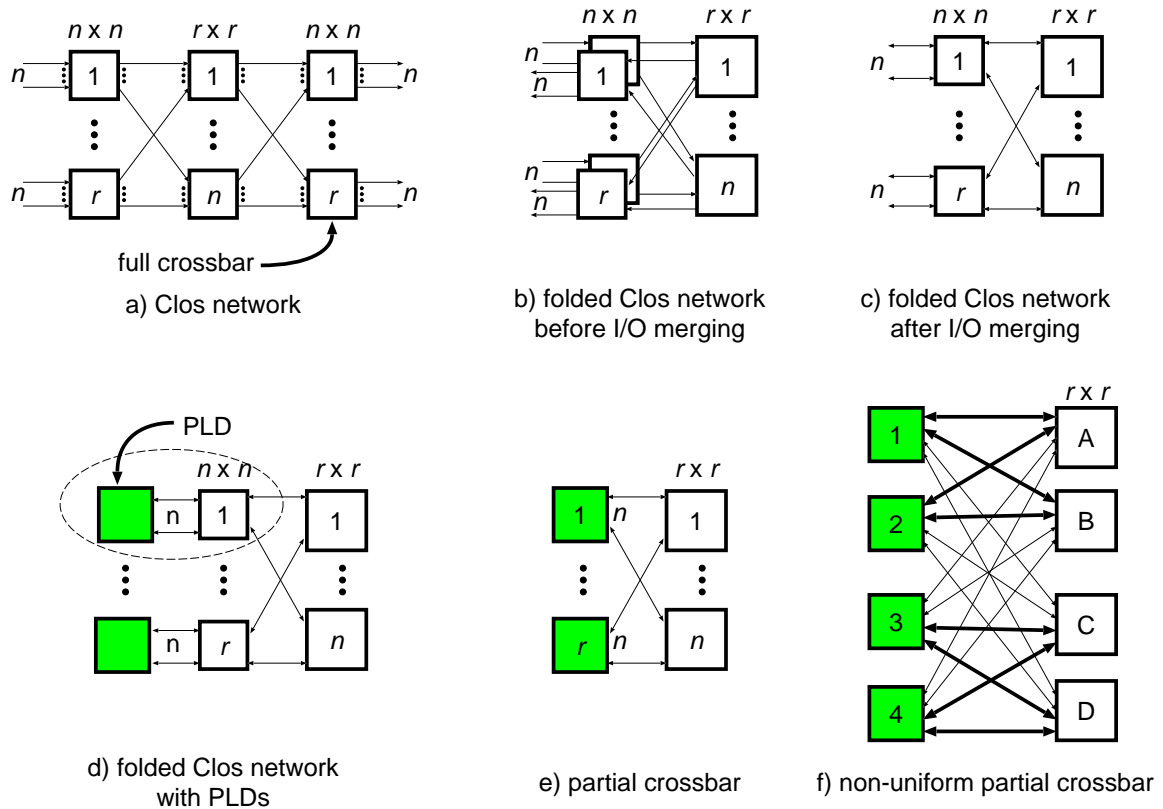 n x n r x r n x n
n 1 1 1 n
n r n r n
full crossbar
a) Clos network
n x n r x r
n
n 1 1
n
n r n
b) folded Clos network
before I/O merging
n x n r x r
n 1 1
n r n
c) folded Clos network
after I/O merging
PLD
n x n r x r
n 1 1
n r n
d) folded Clos network
with PLDs
r x r
1 n 1
r n n
e) partial crossbar
r x r
1 A
2 B
3 C
4 D
f) non-uniform partial crossbar